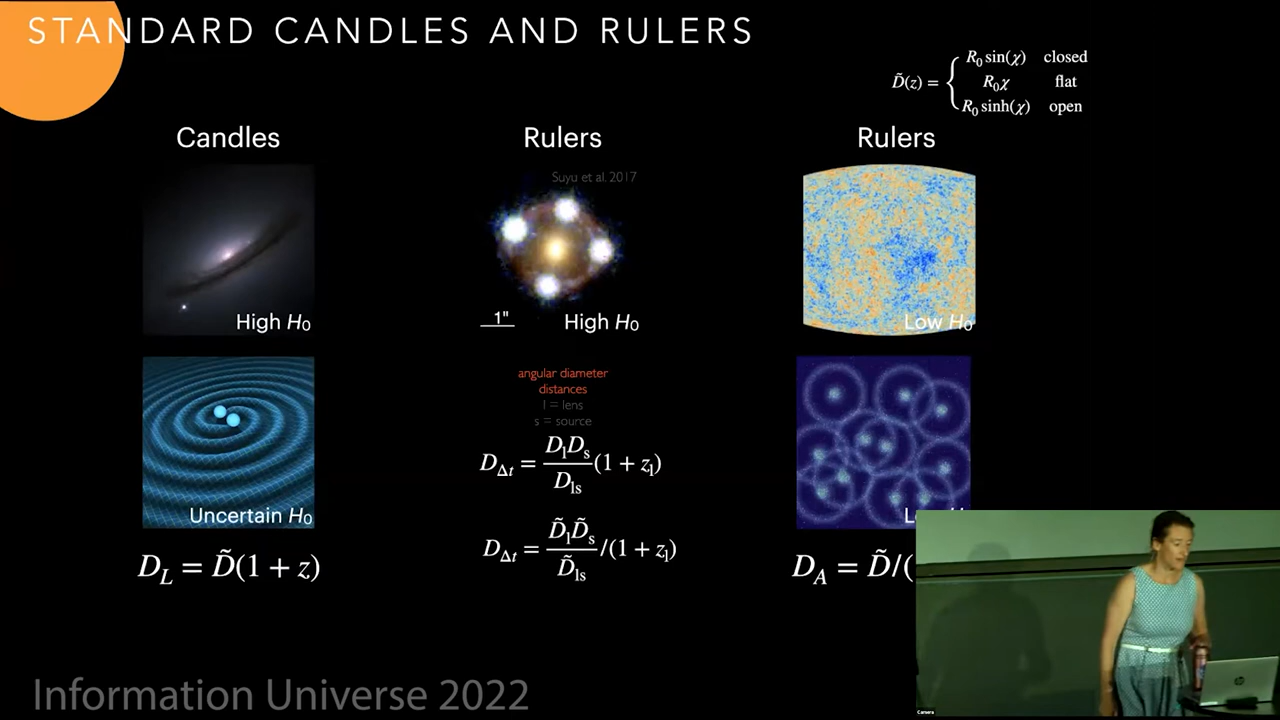 STANDARD CANDLES AND RULERS
D̃(z) = { R₀ sin(χ) closed
R₀χ flat
R₀ sinh(χ) open
Candles
Rulers
Rulers
Suyu et al. 2017
High H₀
1"
High H₀
Low H₀
angular diameter
distances
l = lens
s = source
D_Δt = D_l D_s / D_ls (1 + z_l)
Uncertain H₀
D_Δt = D̃_l D̃_s / D̃_ls /(1 + z_l)
D_L = D̃(1 + z)
D_A = D̃/(
Information Universe 2022
Camera